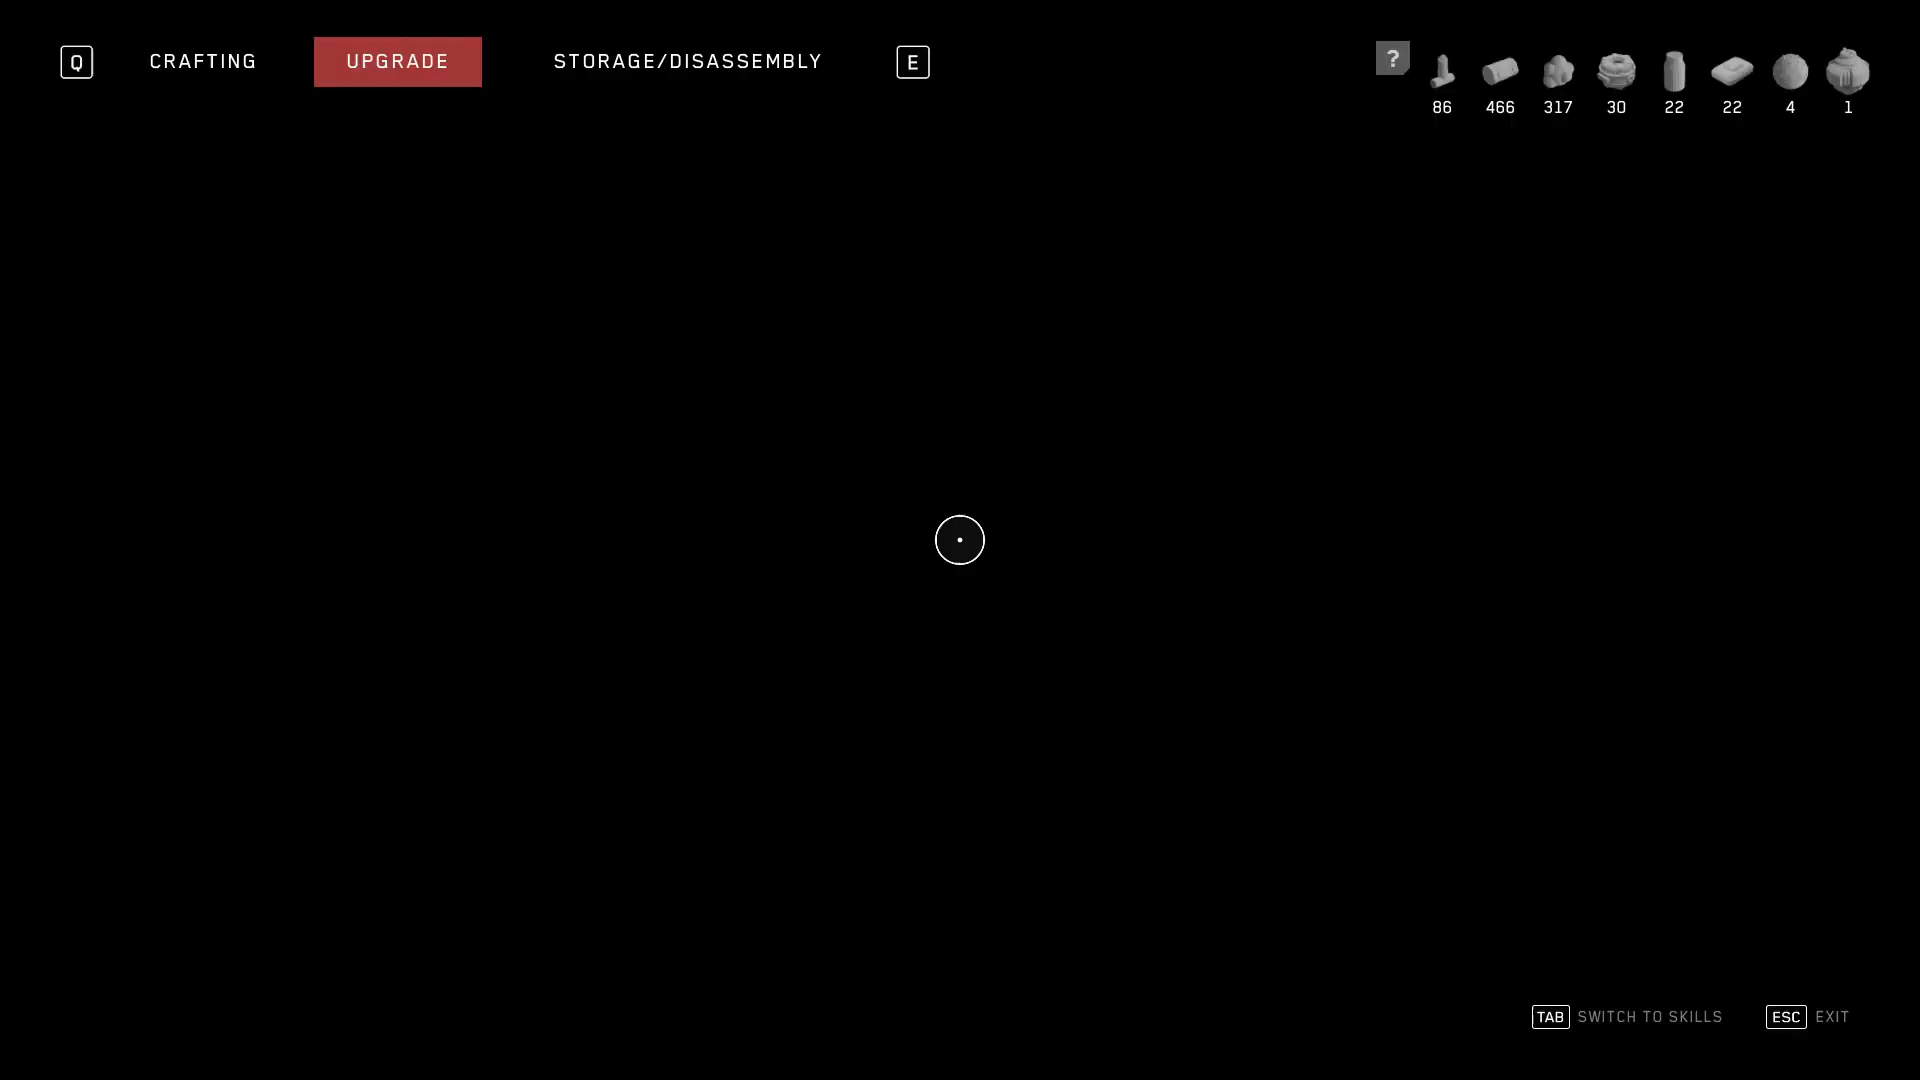 Q CRAFTING UPGRADE STORAGE/DISASSEMBLY E ?
86 466 317 30 22 22 4 1
TAB SWITCH TO SKILLS ESC EXIT